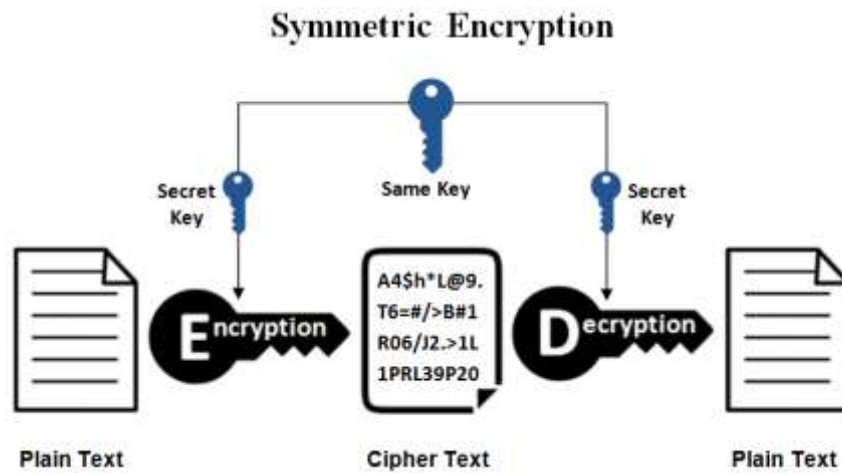 Symmetric Encryption
Same Key
Secret
Key
Secret
Key
Encryption
A4$h*L@9.
T6=#/>B#1
R06/J2.>1L
1PRL39P20
Decryption
Plain Text
Cipher Text
Plain Text